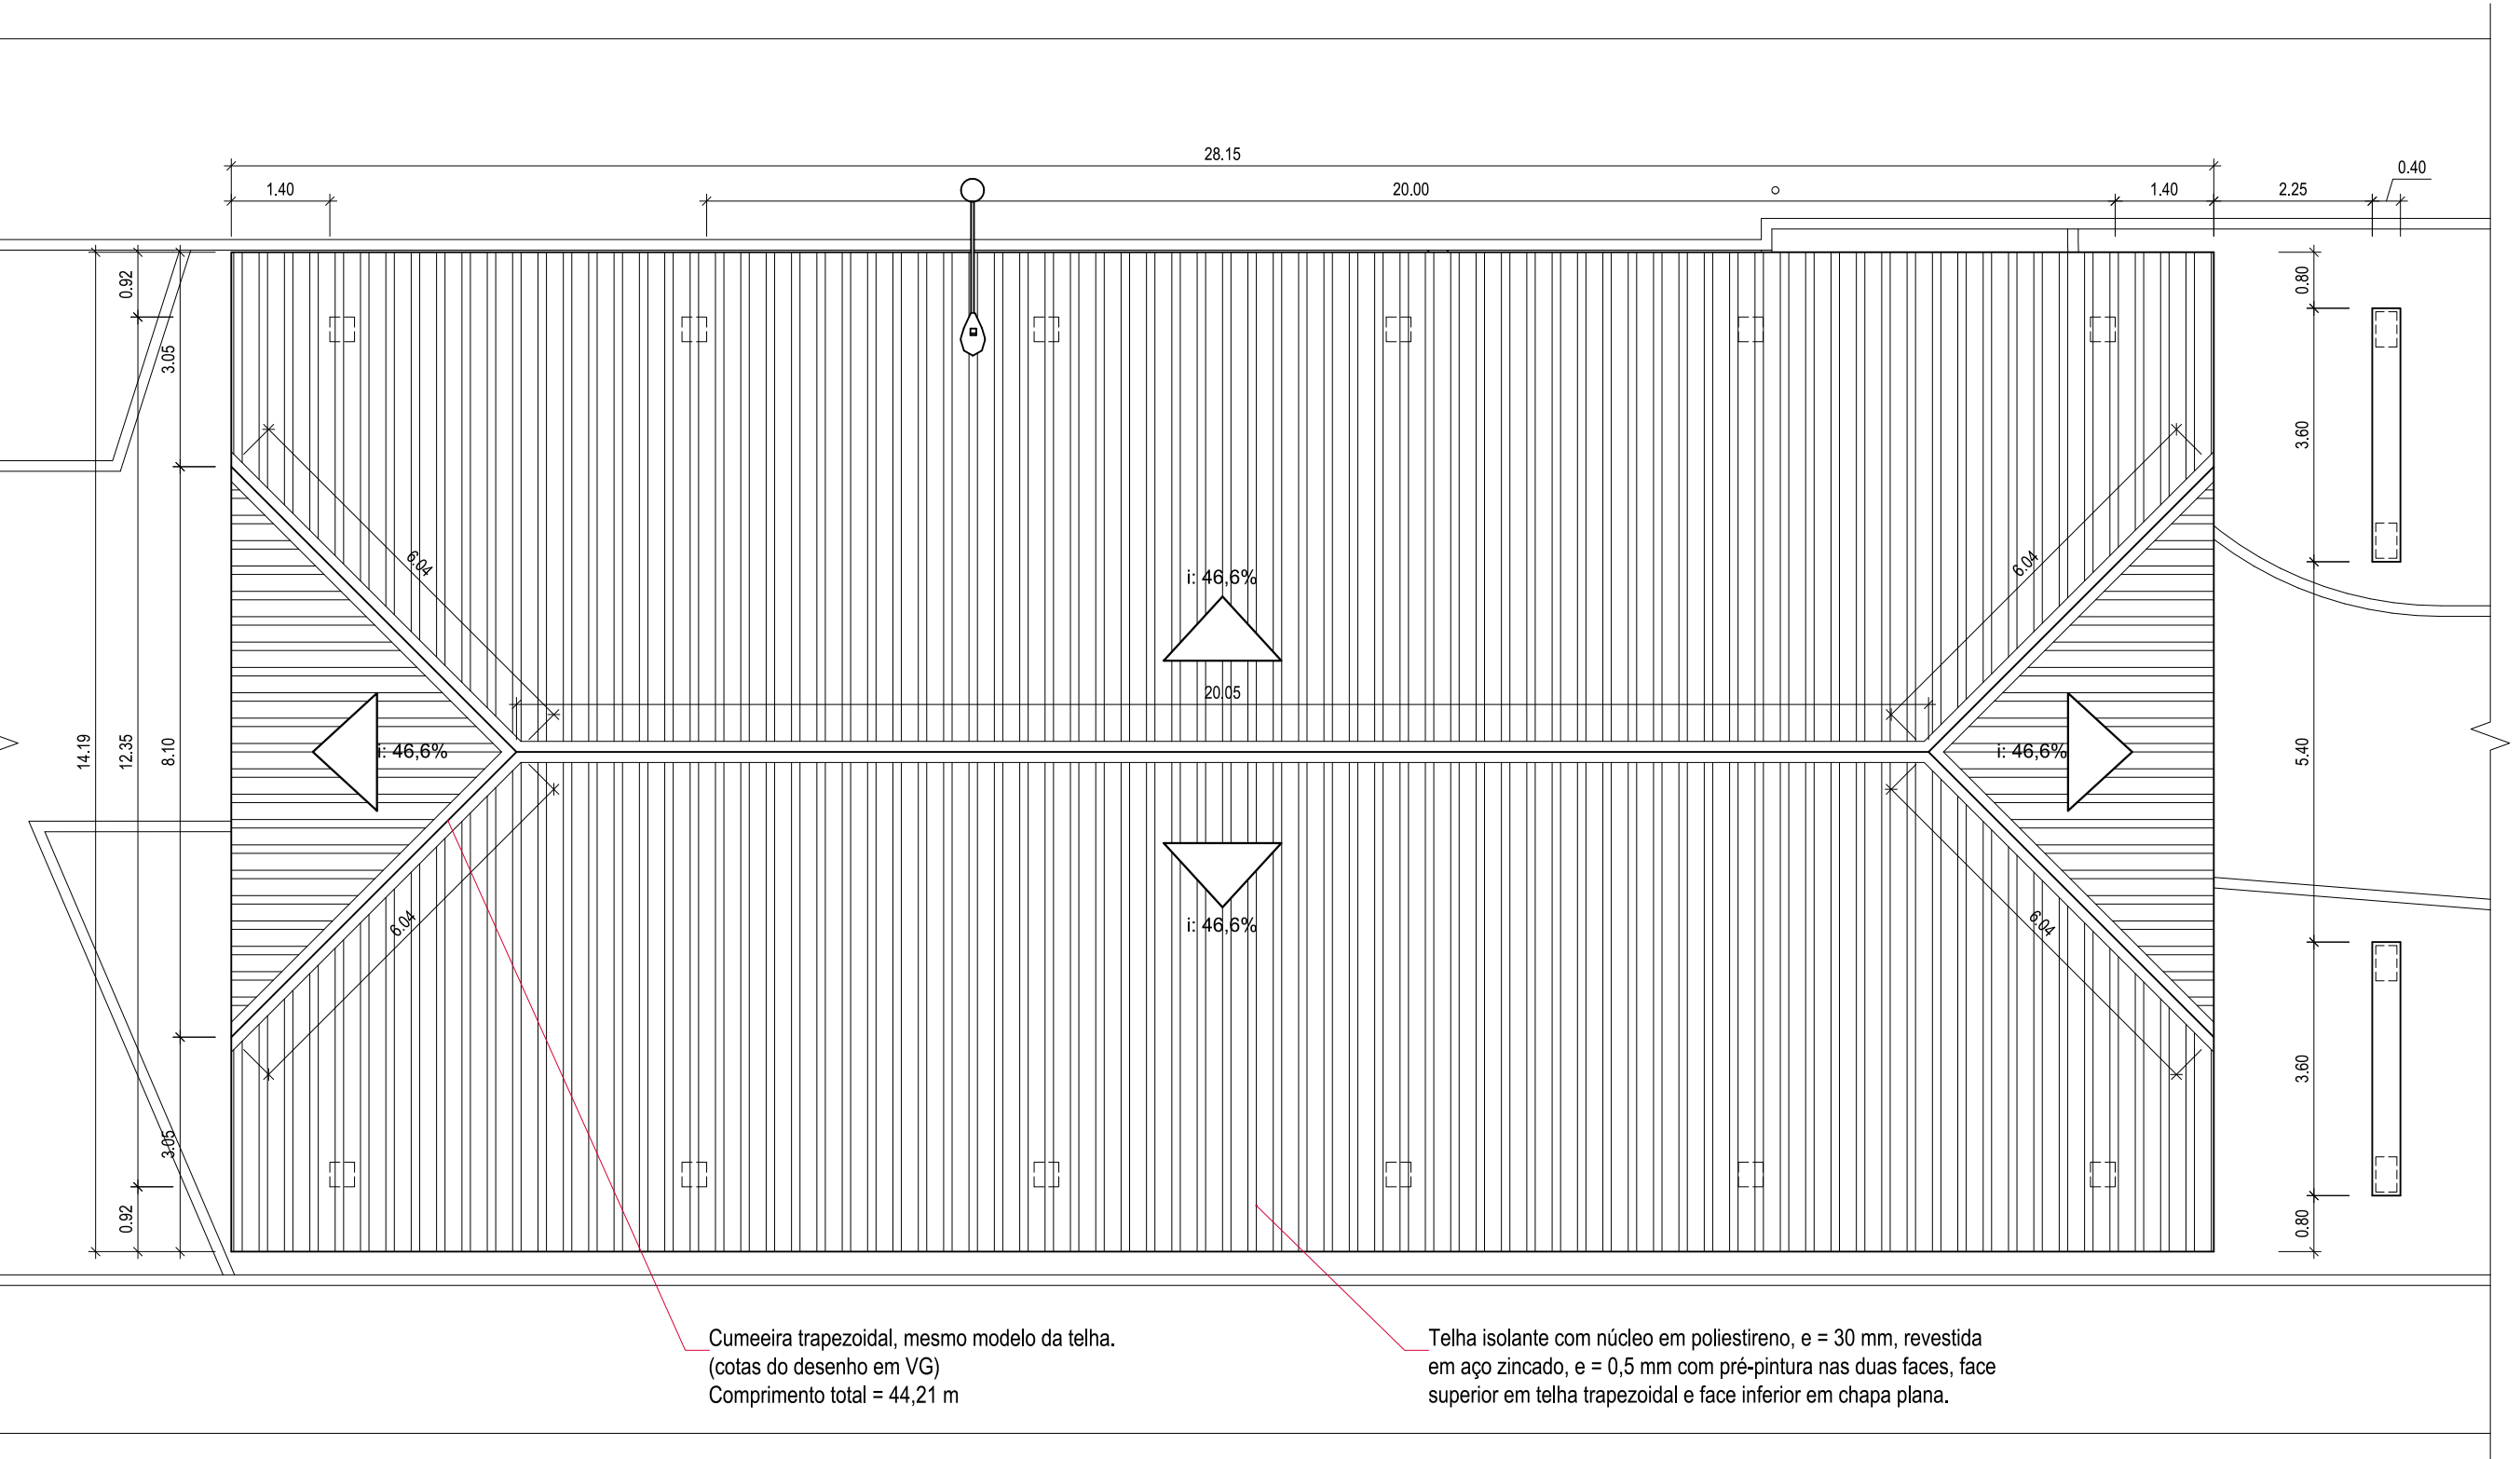 28.15
0.40
1.40
20.00
1.40
2.25
0.92
3.05
0.80
3.60
6.04
6.04
i: 46,6%
20.05
14.19
12.35
8.10
i: 46,6%
i: 46,6%
5.40
6.04
i: 46,6%
6.04
3.60
3.05
0.92
0.80
Cumeeira trapezoidal, mesmo modelo da telha.
(cotas do desenho em VG)
Comprimento total = 44,21 m
Telha isolante com núcleo em poliestireno, e = 30 mm, revestida
em aço zincado, e = 0,5 mm com pré-pintura nas duas faces, face
superior em telha trapezoidal e face inferior em chapa plana.